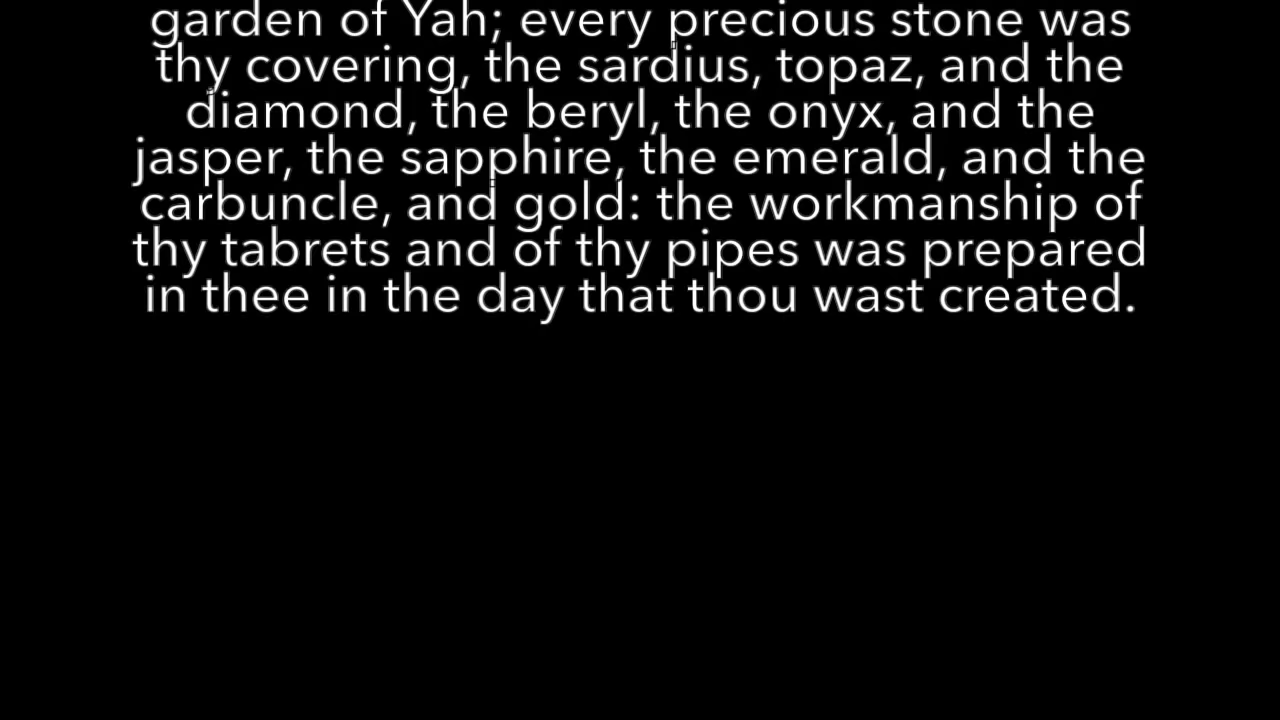 garden of Yah; every precious stone was
thy covering, the sardius, topaz, and the
diamond, the beryl, the onyx, and the
jasper, the sapphire, the emerald, and the
carbuncle, and gold: the workmanship of
thy tabrets and of thy pipes was prepared
in thee in the day that thou wast created.